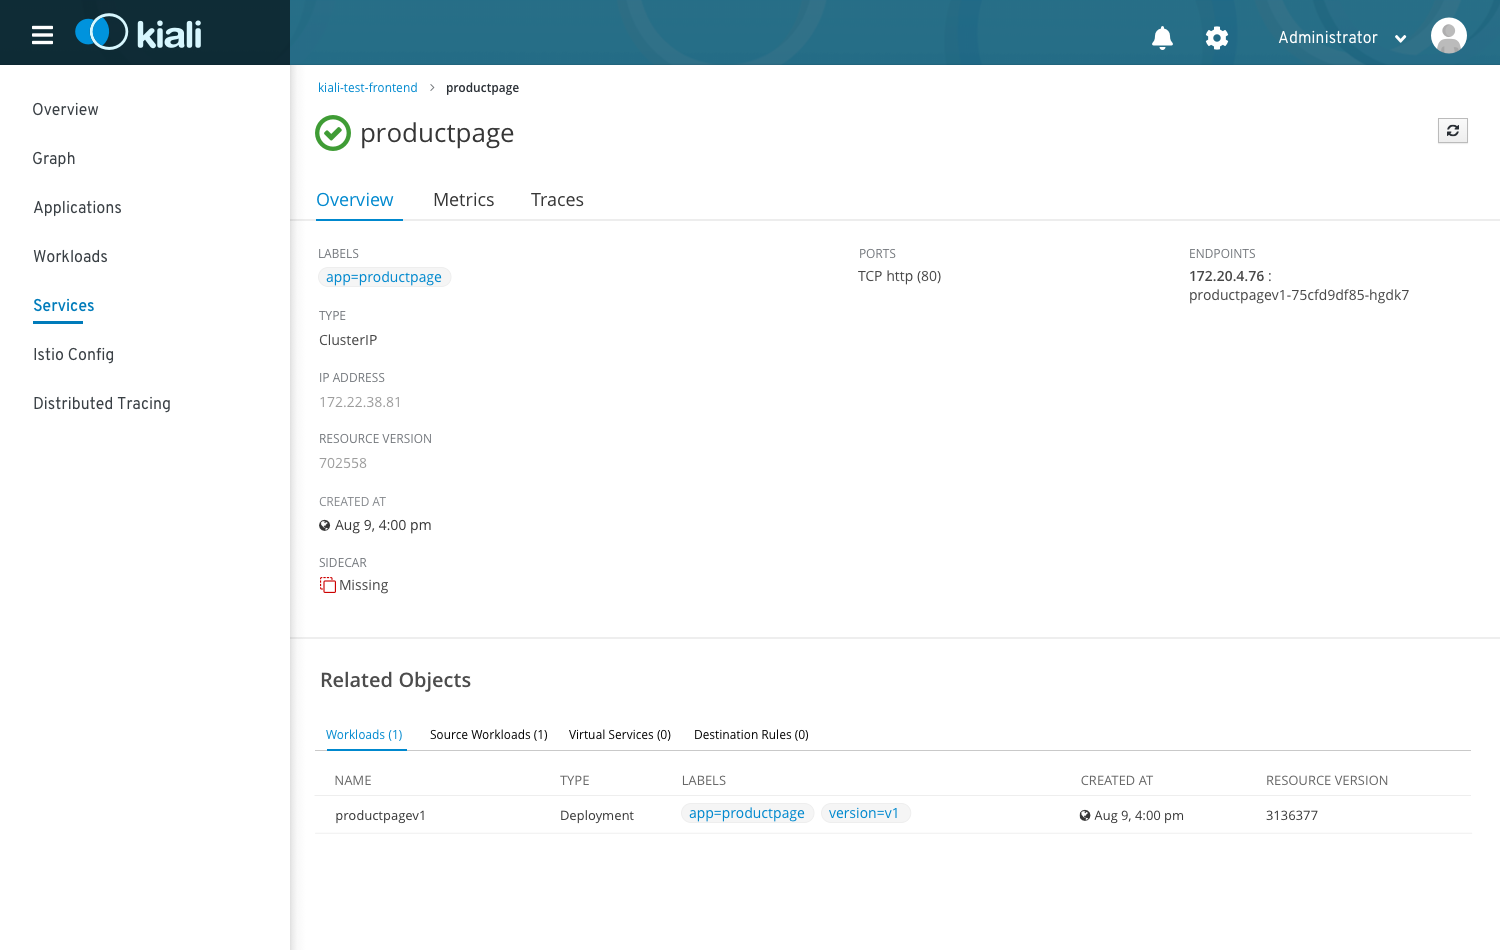 kiali
Administrator
Overview
Graph
Applications
Workloads
Services
Istio Config
Distributed Tracing
kiali-test-frontend > productpage
productpage
Overview Metrics Traces
LABELS
app=productpage
TYPE
ClusterIP
IP ADDRESS
172.22.38.81
RESOURCE VERSION
702558
CREATED AT
Aug 9, 4:00 pm
SIDECAR
Missing
PORTS
TCP http (80)
ENDPOINTS
172.20.4.76 :
productpagev1-75cfd9df85-hgdk7
Related Objects
Workloads (1) Source Workloads (1) Virtual Services (0) Destination Rules (0)
NAME TYPE LABELS CREATED AT RESOURCE VERSION
productpagev1 Deployment app=productpage version=v1 Aug 9, 4:00 pm 3136377